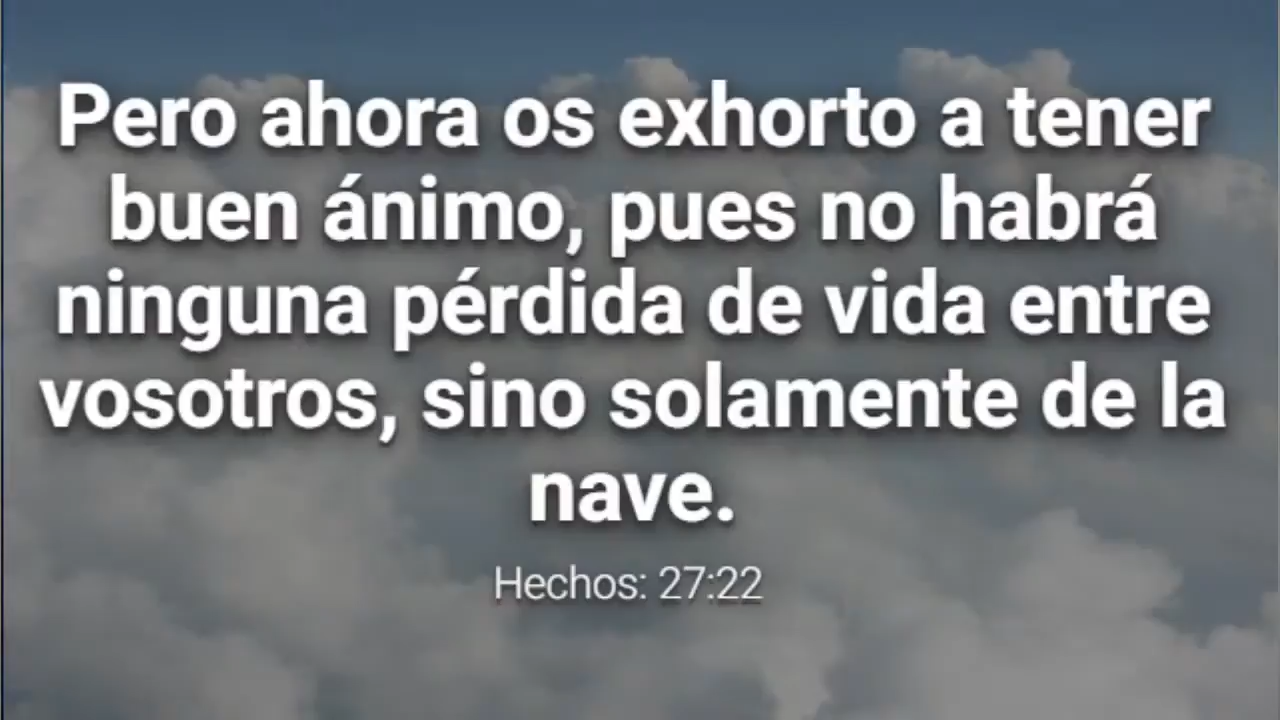 Pero ahora os exhorto a tener
buen ánimo, pues no habrá
ninguna pérdida de vida entre
vosotros, sino solamente de la
nave.
Hechos: 27:22